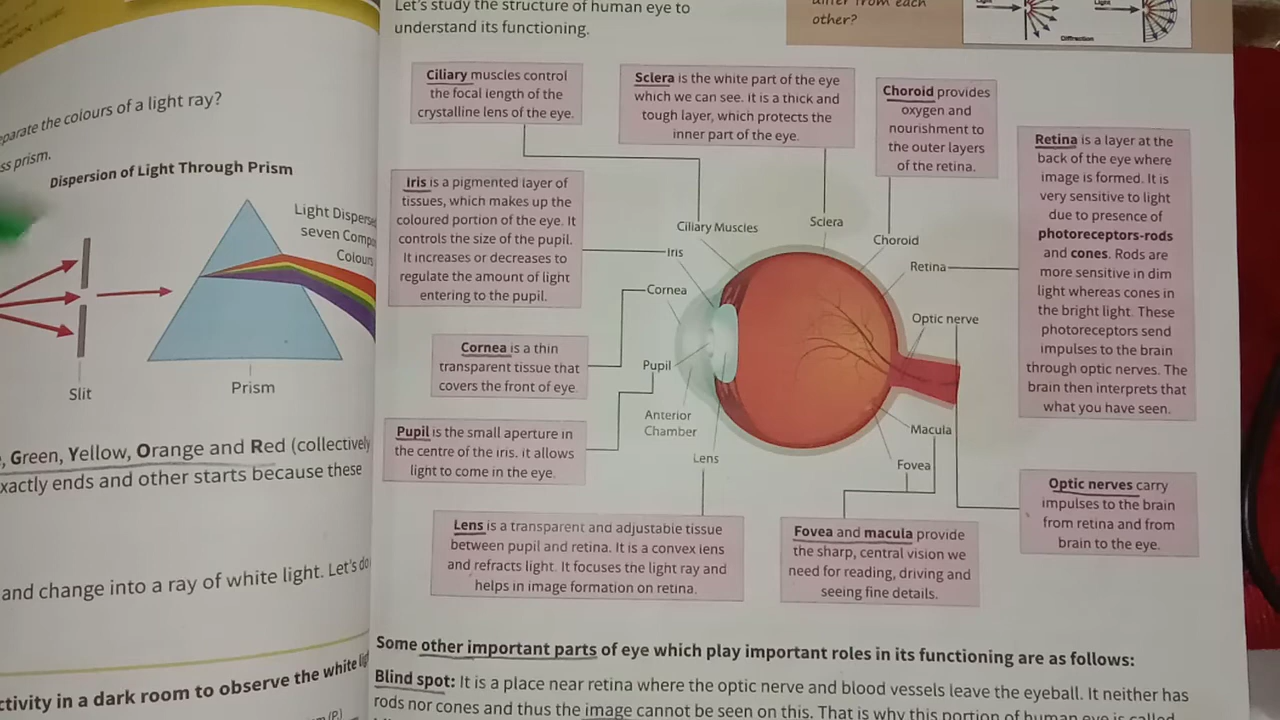 parate the colours of a light ray?
ss prism.
Dispersion of Light Through Prism
Light Disperse
seven Comp
Colours
Slit
Prism
, Green, Yellow, Orange and Red (collectively
xactly ends and other starts because these
and change into a ray of white light. Let's do
ctivity in a dark room to observe the white lig
(P.)
Let's study the structure of human eye to
understand its functioning.
differ from each
other?
Light
Light
Diffraction
Ciliary muscles control
the focal length of the
crystalline lens of the eye.
Sclera is the white part of the eye
which we can see. It is a thick and
tough layer, which protects the
inner part of the eye.
Choroid provides
oxygen and
nourishment to
the outer layers
of the retina.
Retina is a layer at the
back of the eye where
image is formed. It is
very sensitive to light
due to presence of
photoreceptors-rods
and cones. Rods are
more sensitive in dim
light whereas cones in
the bright light. These
photoreceptors send
impulses to the brain
through optic nerves. The
brain then interprets that
what you have seen.
Iris is a pigmented layer of
tissues, which makes up the
coloured portion of the eye. It
controls the size of the pupil.
It increases or decreases to
regulate the amount of light
entering to the pupil.
Ciliary Muscles
Sclera
Choroid
Iris
Retina
Cornea
Optic nerve
Cornea is a thin
transparent tissue that
covers the front of eye.
Pupil
Anterior
Chamber
Macula
Lens
Fovea
Pupil is the small aperture in
the centre of the iris. it allows
light to come in the eye.
Optic nerves carry
impulses to the brain
from retina and from
brain to the eye.
Lens is a transparent and adjustable tissue
between pupil and retina. It is a convex lens
and refracts light. It focuses the light ray and
helps in image formation on retina.
Fovea and macula provide
the sharp, central vision we
need for reading, driving and
seeing fine details.
Some other important parts of eye which play important roles in its functioning are as follows:
Blind spot: It is a place near retina where the optic nerve and blood vessels leave the eyeball. It neither has
rods nor cones and thus the image cannot be seen on this. That is why this portion of human eye is called